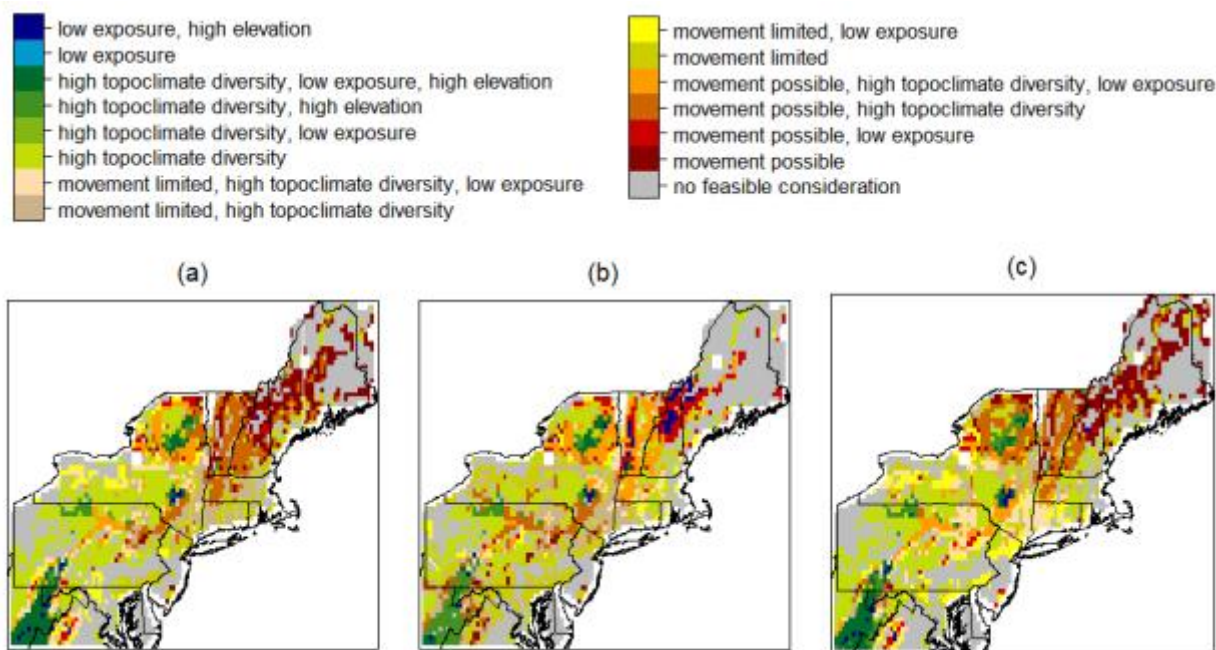 low exposure, high elevation
low exposure
high topoclimate diversity, low exposure, high elevation
high topoclimate diversity, high elevation
high topoclimate diversity, low exposure
high topoclimate diversity
movement limited, high topoclimate diversity, low exposure
movement limited, high topoclimate diversity
movement limited, low exposure
movement limited
movement possible, high topoclimate diversity, low exposure
movement possible, high topoclimate diversity
movement possible, low exposure
movement possible
no feasible consideration
(a)
(b)
(c)